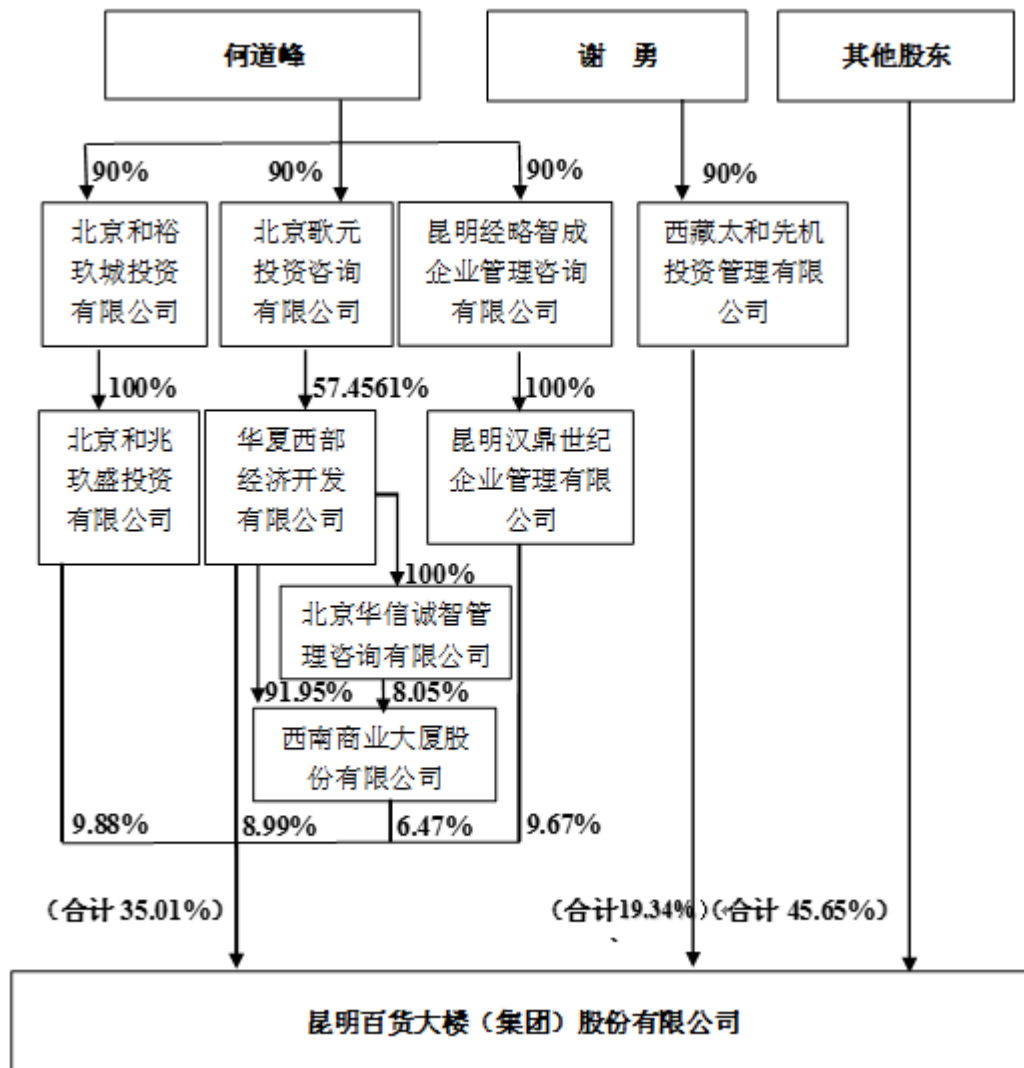 何道峰
谢 勇
其他股东
90%
90%
90%
90%
北京和裕
玖城投资
有限公司
北京歌元
投资咨询
有限公司
昆明经略智成
企业管理咨询
有限公司
西藏太和先机
投资管理有限
公司
100%
57.4561%
100%
北京和兆
玖盛投资
有限公司
华夏西部
经济开发
有限公司
昆明汉鼎世纪
企业管理有限
公司
100%
北京华信诚智管
理咨询有限公司
91.95%
8.05%
西南商业大厦股
份有限公司
9.88%
8.99%
6.47%
9.67%
（合计 35.01%）
（合计19.34%）
（合计 45.65%）
昆明百货大楼（集团）股份有限公司